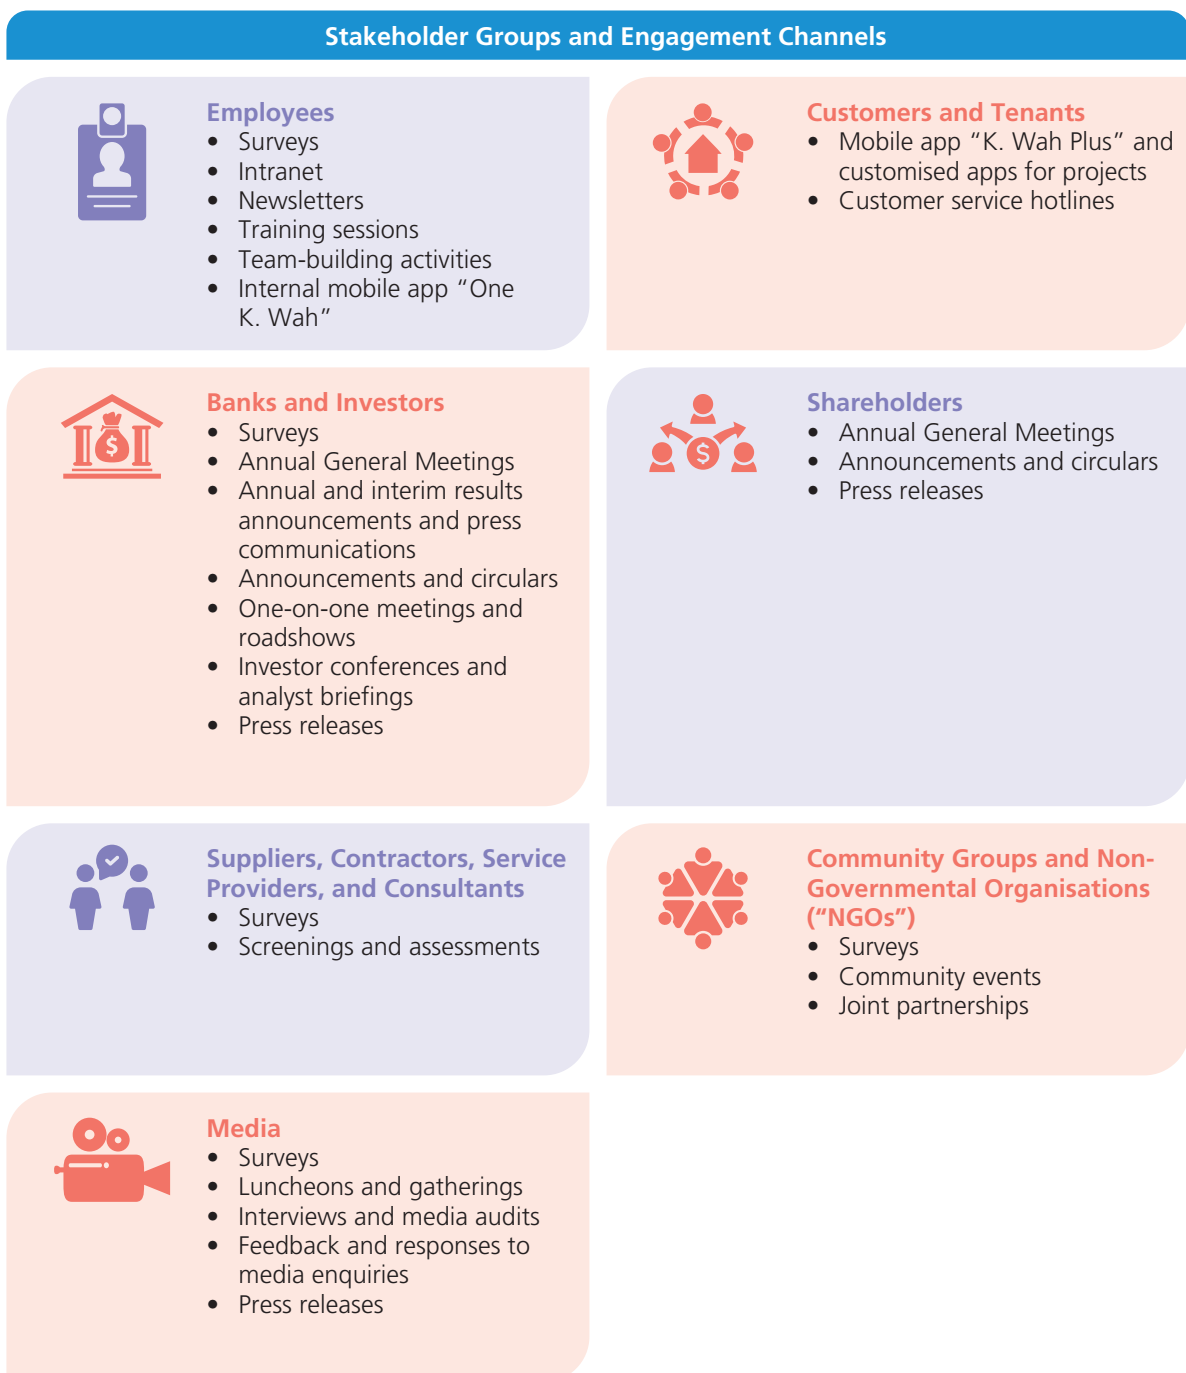 Stakeholder Groups and Engagement Channels
Employees
• Surveys
• Intranet
• Newsletters
• Training sessions
• Team-building activities
• Internal mobile app “One
K. Wah”
Customers and Tenants
• Mobile app “K. Wah Plus” and
customised apps for projects
• Customer service hotlines
Banks and Investors
• Surveys
• Annual General Meetings
• Annual and interim results
announcements and press
communications
• Announcements and circulars
• One-on-one meetings and
roadshows
• Investor conferences and
analyst briefings
• Press releases
Shareholders
• Annual General Meetings
• Announcements and circulars
• Press releases
Suppliers, Contractors, Service
Providers, and Consultants
• Surveys
• Screenings and assessments
Community Groups and Non-
Governmental Organisations
(“NGOs”)
• Surveys
• Community events
• Joint partnerships
Media
• Surveys
• Luncheons and gatherings
• Interviews and media audits
• Feedback and responses to
media enquiries
• Press releases